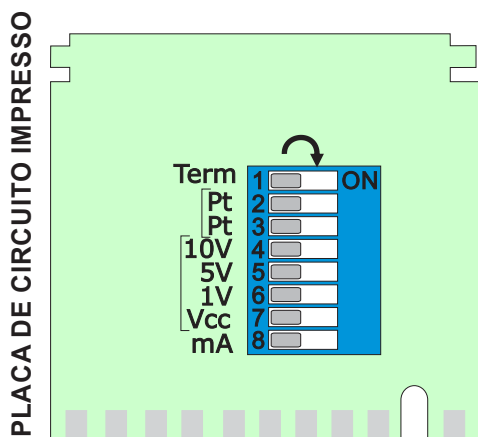 PLACA DE CIRCUITO IMPRESSO
Term 1 ON
Pt 2
Pt 3
10V 4
5V 5
1V 6
Vcc 7
mA 8